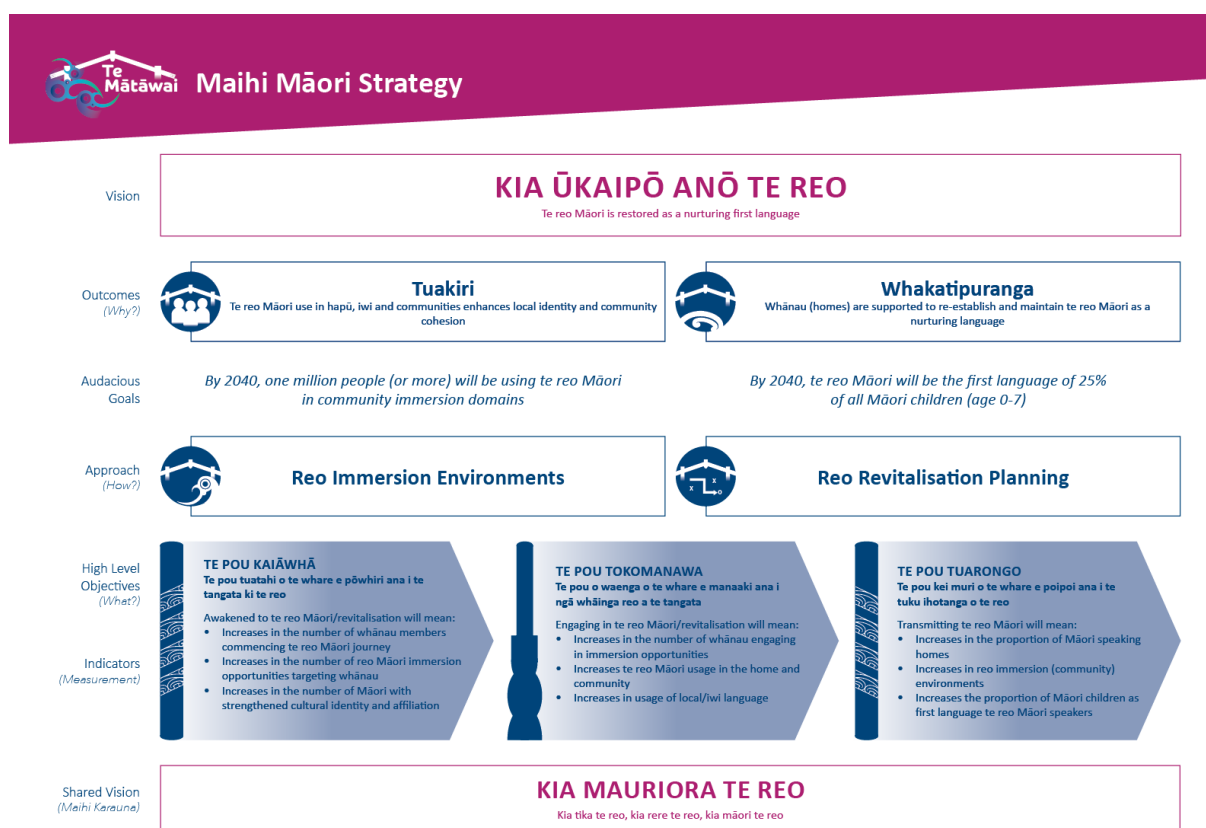 Te
Mātāwai
Maihi Māori Strategy
Vision
KIA ŪKAIPŌ ANŌ TE REO
Te reo Māori is restored as a nurturing first language
Outcomes
(Why?)
Tuakiri
Te reo Māori use in hapū, iwi and communities enhances local identity and community
cohesion
Whakatipuranga
Whānau (homes) are supported to re-establish and maintain te reo Māori as a
nurturing language
Audacious
Goals
By 2040, one million people (or more) will be using te reo Māori
in community immersion domains
By 2040, te reo Māori will be the first language of 25%
of all Māori children (age 0-7)
Approach
(How?)
Reo Immersion Environments
x
x
o
Reo Revitalisation Planning
High Level
Objectives
(What?)
Indicators
(Measurement)
TE POU KAIĀWHĀ
Te pou tuatahi o te whare e pōwhiri ana i te
tangata ki te reo
Awakened to te reo Māori/revitalisation will mean:
• Increases in the number of whānau members
commencing te reo Māori journey
• Increases in the number of reo Māori immersion
opportunities targeting whānau
• Increases in the number of Māori with
strengthened cultural identity and affiliation
TE POU TOKOMANAWA
Te pou o waenga o te whare e manaaki ana i
ngā whāinga reo a te tangata
Engaging in te reo Māori/revitalisation will mean:
• Increases in the number of whānau engaging
in immersion opportunities
• Increases te reo Māori usage in the home and
community
• Increases in usage of local/iwi language
TE POU TUARONGO
Te pou kei muri o te whare e poipoi ana i te
tuku ihotanga o te reo
Transmitting te reo Māori will mean:
• Increases in the proportion of Māori speaking
homes
• Increases in reo immersion (community)
environments
• Increases the proportion of Māori children as
first language te reo Māori speakers
Shared Vision
(Maihi Karauna)
KIA MAURIORA TE REO
Kia tika te reo, kia rere te reo, kia māori te reo